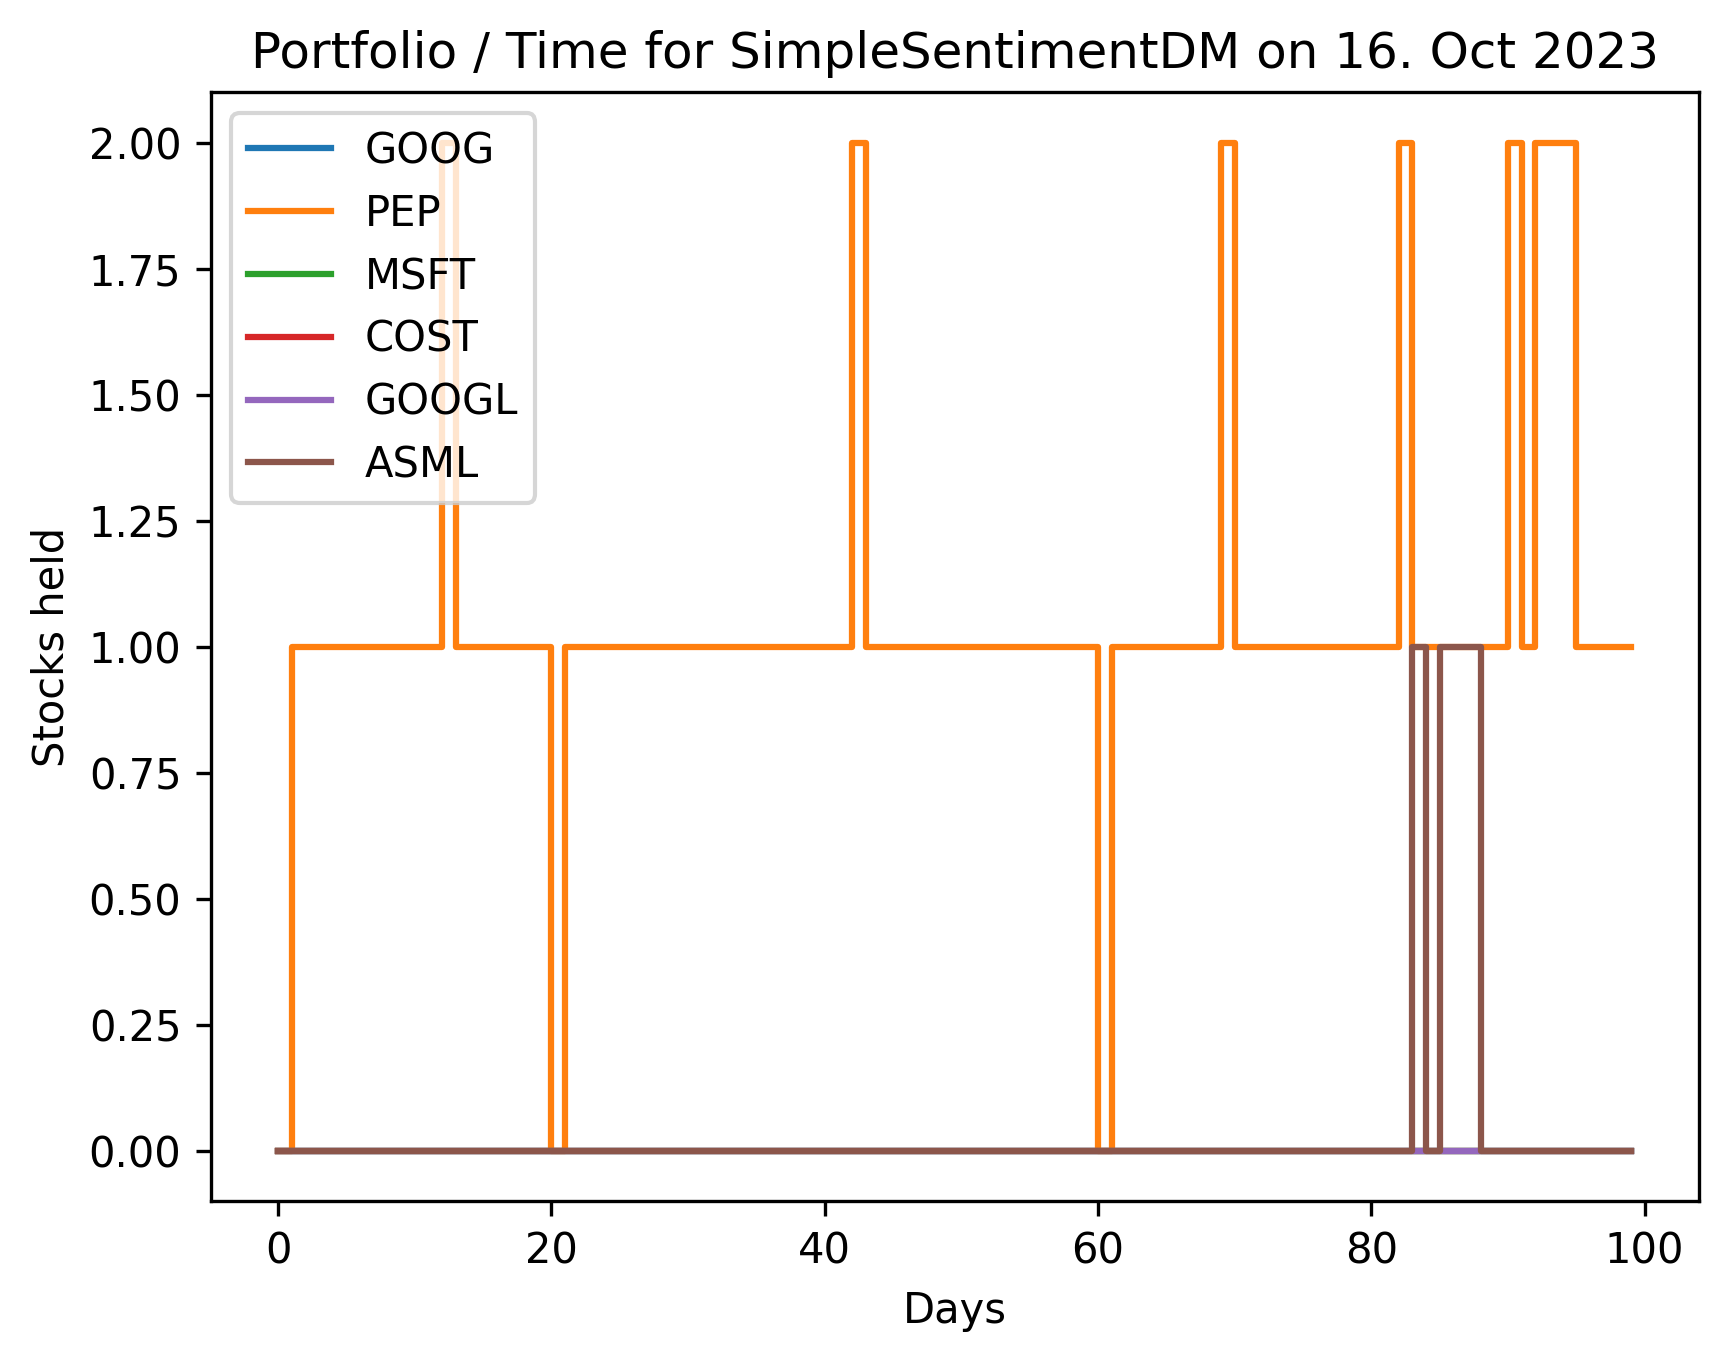 Portfolio / Time for SimpleSentimentDM on 16. Oct 2023
GOOG
PEP
MSFT
COST
GOOGL
ASML
2.00
1.75
1.50
1.25
1.00
0.75
0.50
0.25
0.00
Stocks held
0 20 40 60 80 100
Days